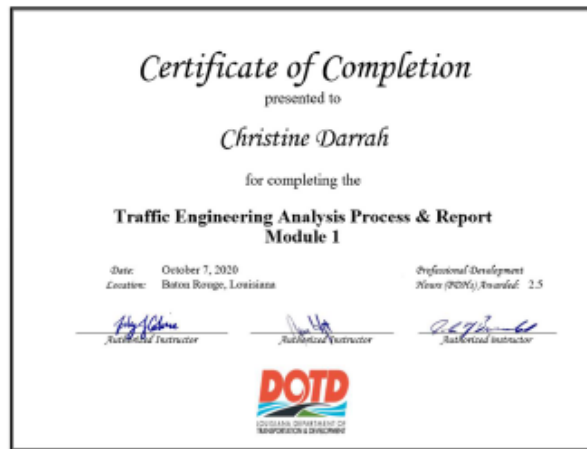 Certificate of Completion
presented to
Christine Darrah
for completing the
Traffic Engineering Analysis Process & Report
Module 1
Date: October 7, 2020
Location: Baton Rouge, Louisiana
Professional Development
Hours (PDHs) Awarded: 2.5
Authorized Instructor
Authorized Instructor
Authorized instructor
DOTD
LOUISIANA DEPARTMENT OF
TRANSPORTATION & DEVELOPMENT